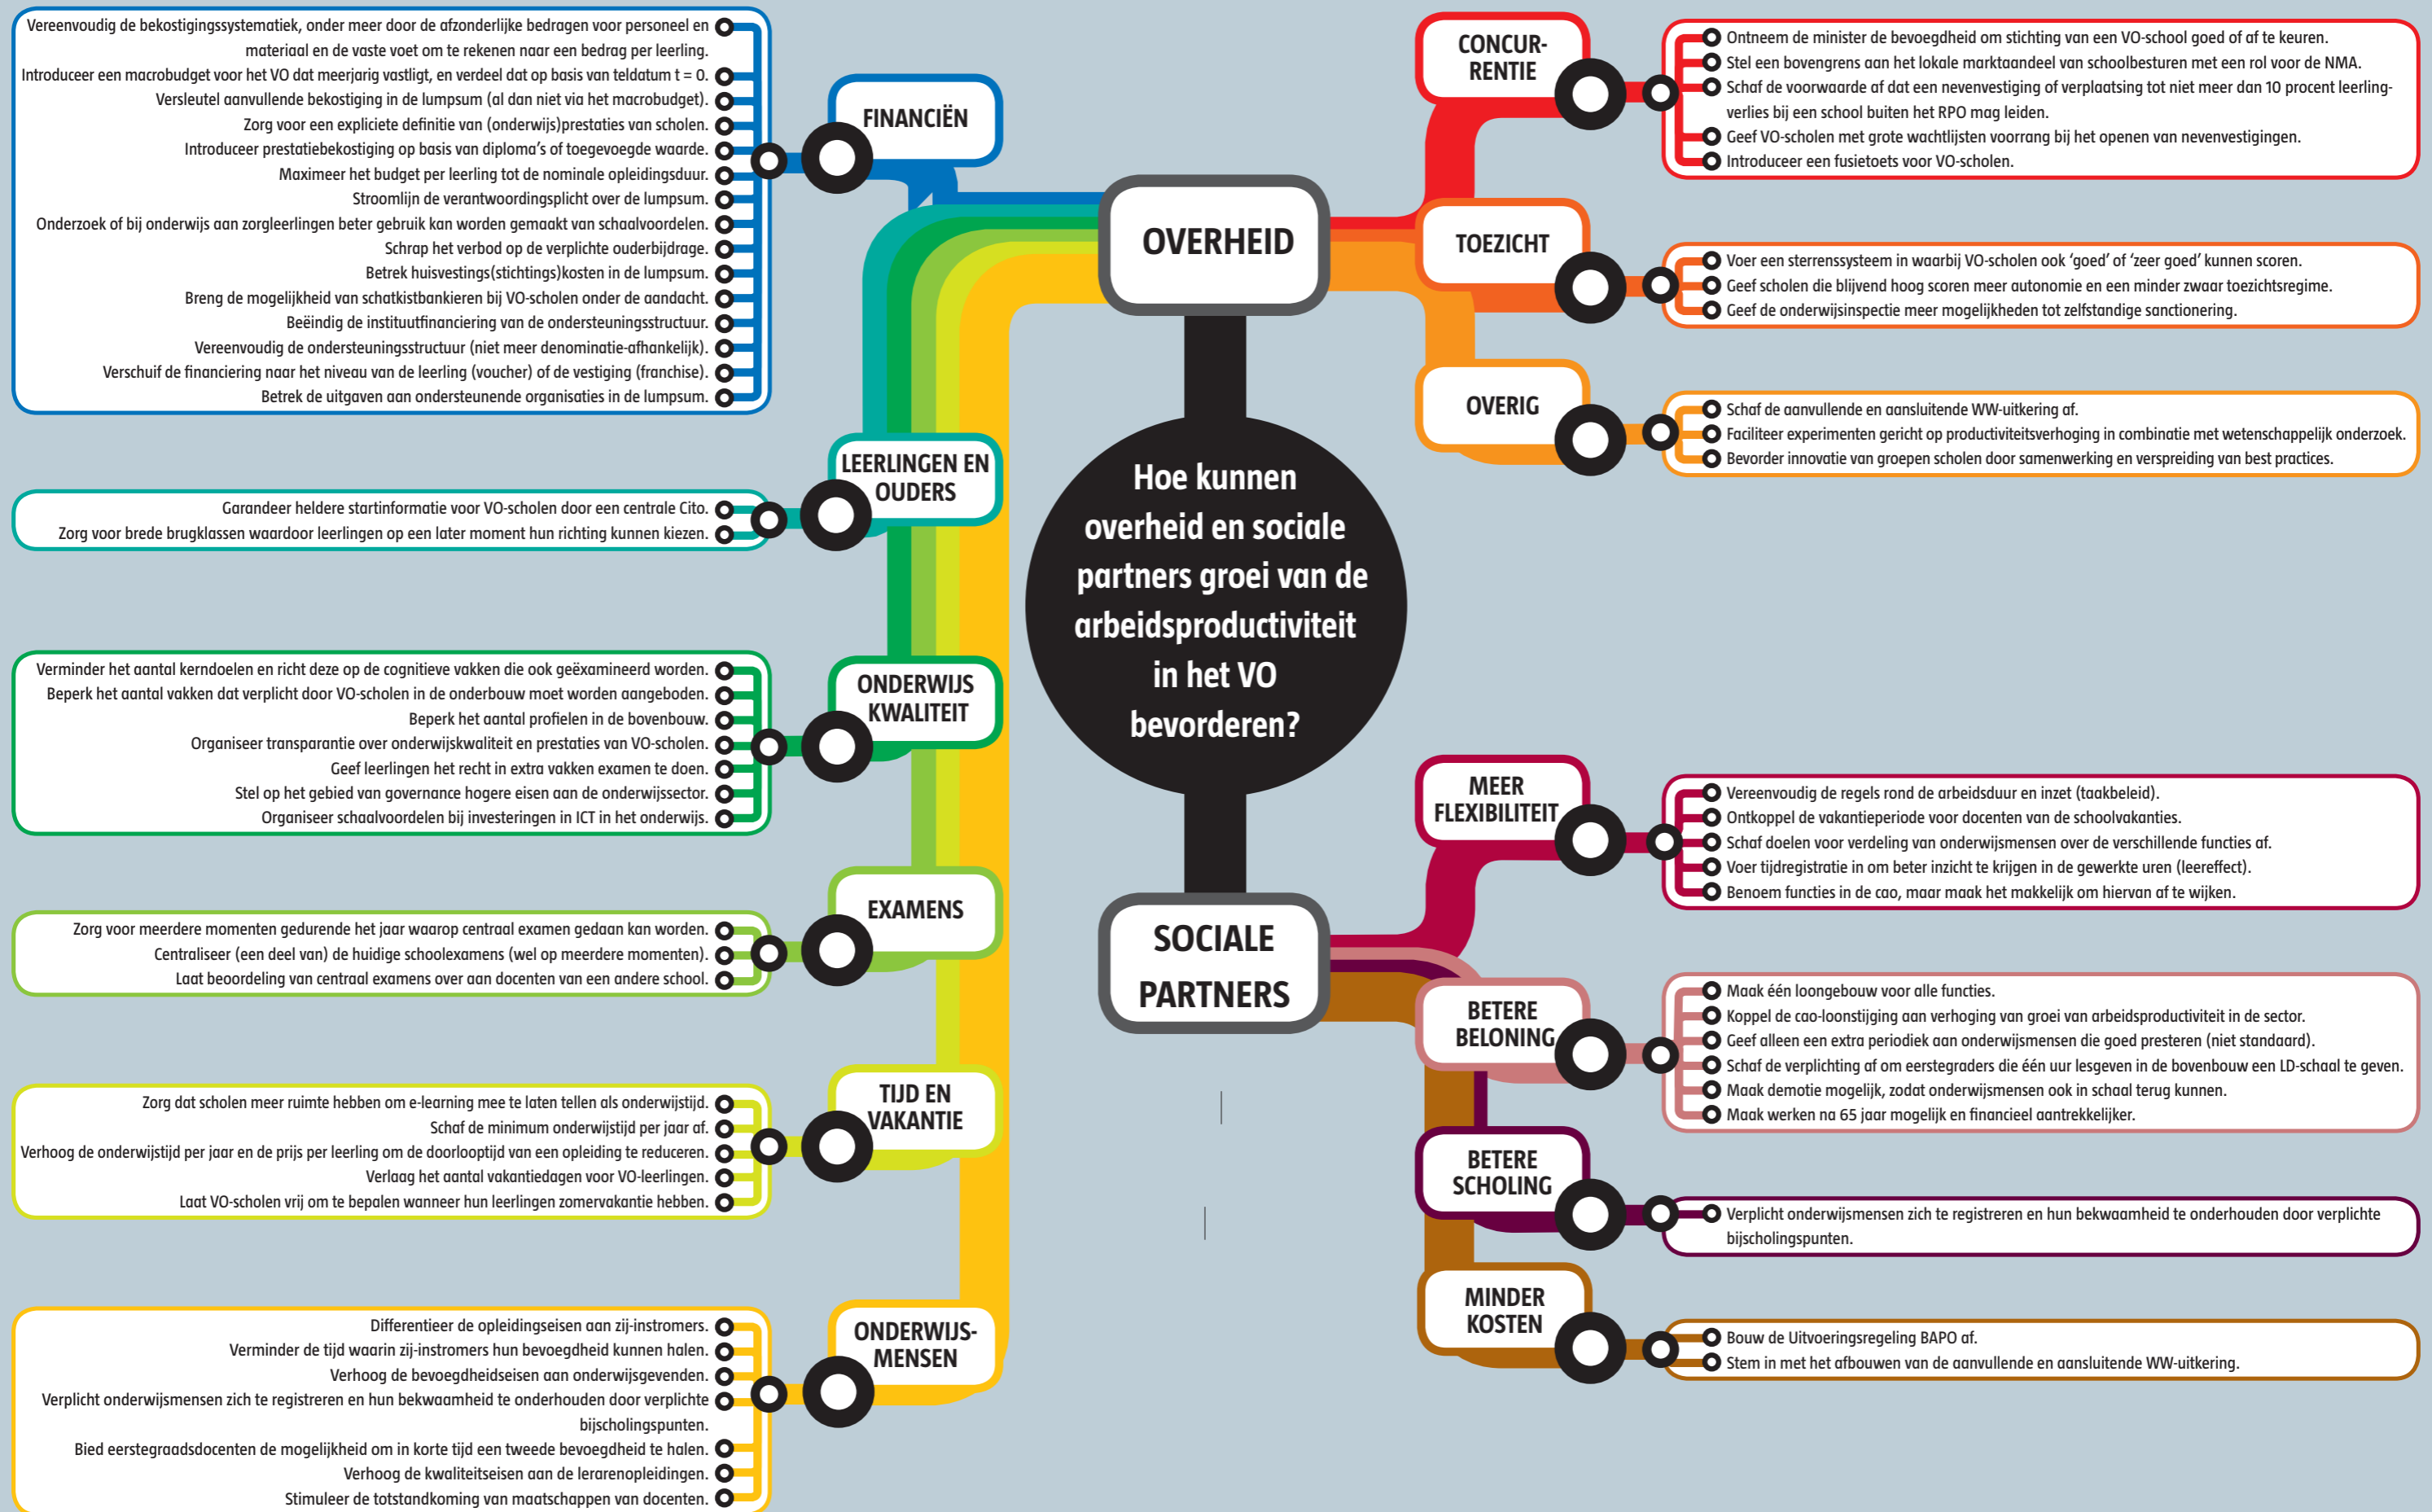 Vereenvoudig de bekostigingssystematiek, onder meer door de afzonderlijke bedragen voor personeel en
materiaal en de vaste voet om te rekenen naar een bedrag per leerling.
Introduceer een macrobudget voor het VO dat meerjarig vastligt, en verdeel dat op basis van teldatum t = 0.
Versleutel aanvullende bekostiging in de lumpsum (al dan niet via het macrobudget).
Zorg voor een expliciete definitie van (onderwijs)prestaties van scholen.
Introduceer prestatiebekostiging op basis van diploma's of toegevoegde waarde.
Maximeer het budget per leerling tot de nominale opleidingsduur.
Stroomlijn de verantwoordingsplicht over de lumpsum.
Onderzoek of bij onderwijs aan zorgleerlingen beter gebruik kan worden gemaakt van schaalvoordelen.
Schrap het verbod op de verplichte ouderbijdrage.
Betrek huisvestings(stichtings)kosten in de lumpsum.
Breng de mogelijkheid van schatkistbankieren bij VO-scholen onder de aandacht.
Beëindig de instituutfinanciering van de ondersteuningsstructuur.
Vereenvoudig de ondersteuningsstructuur (niet meer denominatie-afhankelijk).
Verschuif de financiering naar het niveau van de leerling (voucher) of de vestiging (franchise).
Betrek de uitgaven aan ondersteunende organisaties in de lumpsum.
FINANCIËN
LEERLINGEN EN
OUDERS
Garandeer heldere startinformatie voor VO-scholen door een centrale Cito.
Zorg voor brede brugklassen waardoor leerlingen op een later moment hun richting kunnen kiezen.
ONDERWIJS
KWALITEIT
Verminder het aantal kerndoelen en richt deze op de cognitieve vakken die ook geëxamineerd worden.
Beperk het aantal vakken dat verplicht door VO-scholen in de onderbouw moet worden aangeboden.
Beperk het aantal profielen in de bovenbouw.
Organiseer transparantie over onderwijskwaliteit en prestaties van VO-scholen.
Geef leerlingen het recht in extra vakken examen te doen.
Stel op het gebied van governance hogere eisen aan de onderwijssector.
Organiseer schaalvoordelen bij investeringen in ICT in het onderwijs.
EXAMENS
Zorg voor meerdere momenten gedurende het jaar waarop centraal examen gedaan kan worden.
Centraliseer (een deel van) de huidige schoolexamens (wel op meerdere momenten).
Laat beoordeling van centraal examens over aan docenten van een andere school.
TIJD EN
VAKANTIE
Zorg dat scholen meer ruimte hebben om e-learning mee te laten tellen als onderwijstijd.
Schaf de minimum onderwijstijd per jaar af.
Verhoog de onderwijstijd per jaar en de prijs per leerling om de doorlooptijd van een opleiding te reduceren.
Verlaag het aantal vakantiedagen voor VO-leerlingen.
Laat VO-scholen vrij om te bepalen wanneer hun leerlingen zomervakantie hebben.
ONDERWIJS-
MENSEN
Differentieer de opleidingseisen aan zij-instromers.
Verminder de tijd waarin zij-instromers hun bevoegdheid kunnen halen.
Verhoog de bevoegdheidseisen aan onderwijsgevenden.
Verplicht onderwijsmensen zich te registreren en hun bekwaamheid te onderhouden door verplichte
bijscholingspunten.
Bied eerstegraadsdocenten de mogelijkheid om in korte tijd een tweede bevoegdheid te halen.
Verhoog de kwaliteitseisen aan de lerarenopleidingen.
Stimuleer de totstandkoming van maatschappen van docenten.
OVERHEID
Hoe kunnen
overheid en sociale
partners groei van de
arbeidsproductiviteit
in het VO
bevorderen?
SOCIALE
PARTNERS
CONCUR-
RENTIE
Ontneem de minister de bevoegdheid om stichting van een VO-school goed of af te keuren.
Stel een bovengrens aan het lokale marktaandeel van schoolbesturen met een rol voor de NMA.
Schaf de voorwaarde af dat een nevenvestiging of verplaatsing tot niet meer dan 10 procent leerling-
verlies bij een school buiten het RPO mag leiden.
Geef VO-scholen met grote wachtlijsten voorrang bij het openen van nevenvestigingen.
Introduceer een fusietoets voor VO-scholen.
TOEZICHT
Voer een sterrenssysteem in waarbij VO-scholen ook 'goed' of 'zeer goed' kunnen scoren.
Geef scholen die blijvend hoog scoren meer autonomie en een minder zwaar toezichtsregime.
Geef de onderwijsinspectie meer mogelijkheden tot zelfstandige sanctionering.
OVERIG
Schaf de aanvullende en aansluitende WW-uitkering af.
Faciliteer experimenten gericht op productiviteitsverhoging in combinatie met wetenschappelijk onderzoek.
Bevorder innovatie van groepen scholen door samenwerking en verspreiding van best practices.
MEER
FLEXIBILITEIT
Vereenvoudig de regels rond de arbeidsduur en inzet (taakbeleid).
Ontkoppel de vakantieperiode voor docenten van de schoolvakanties.
Schaf doelen voor verdeling van onderwijsmensen over de verschillende functies af.
Voer tijdregistratie in om beter inzicht te krijgen in de gewerkte uren (leereffect).
Benoem functies in de cao, maar maak het makkelijk om hiervan af te wijken.
BETERE
BELONING
Maak één loongebouw voor alle functies.
Koppel de cao-loonstijging aan verhoging van groei van arbeidsproductiviteit in de sector.
Geef alleen een extra periodiek aan onderwijsmensen die goed presteren (niet standaard).
Schaf de verplichting af om eerstegraders die één uur lesgeven in de bovenbouw een LD-schaal te geven.
Maak demotie mogelijk, zodat onderwijsmensen ook in schaal terug kunnen.
Maak werken na 65 jaar mogelijk en financieel aantrekkelijker.
BETERE
SCHOLING
Verplicht onderwijsmensen zich te registreren en hun bekwaamheid te onderhouden door verplichte
bijscholingspunten.
MINDER
KOSTEN
Bouw de Uitvoeringsregeling BAPO af.
Stem in met het afbouwen van de aanvullende en aansluitende WW-uitkering.